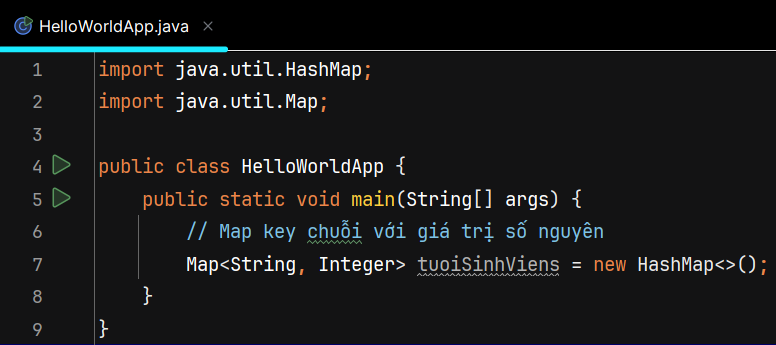 HelloWorldApp.java ×
1 import java.util.HashMap;
2 import java.util.Map;
3
4 public class HelloWorldApp {
5 public static void main(String[] args) {
6 // Map key chuỗi với giá trị số nguyên
7 Map<String, Integer> tuoiSinhViens = new HashMap<>();
8 }
9 }